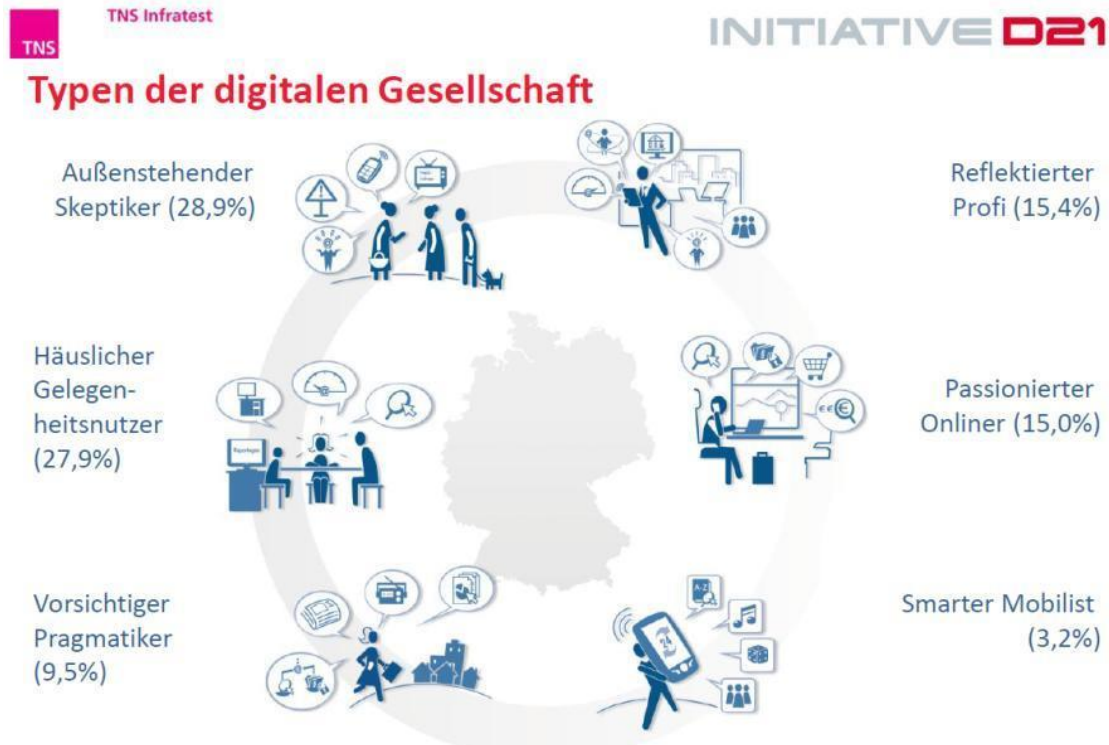 TNS Infratest
TNS
INITIATIVE D21
Typen der digitalen Gesellschaft
Außenstehender
Skeptiker (28,9%)
Reflektierter
Profi (15,4%)
Häuslicher
Gelegen-
heitsnutzer
(27,9%)
Passionierter
Onliner (15,0%)
€€€
Vorsichtiger
Pragmatiker
(9,5%)
A-Z
Smarter Mobilist
(3,2%)